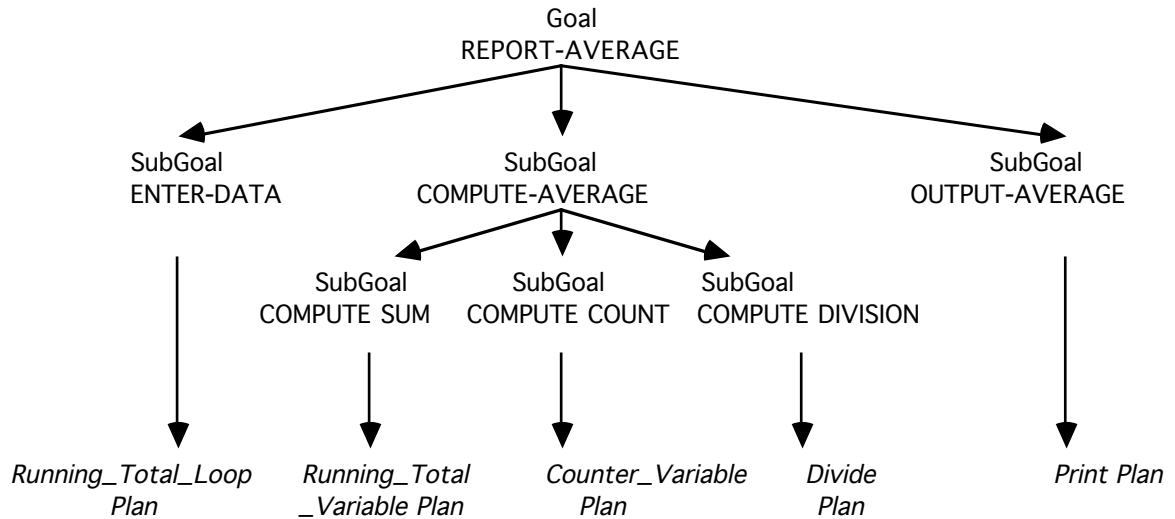 Goal
REPORT-AVERAGE
SubGoal
ENTER-DATA
SubGoal
COMPUTE-AVERAGE
SubGoal
OUTPUT-AVERAGE
SubGoal
COMPUTE SUM
SubGoal
COMPUTE COUNT
SubGoal
COMPUTE DIVISION
Running_Total_Loop
Plan
Running_Total
_Variable Plan
Counter_Variable
Plan
Divide
Plan
Print Plan